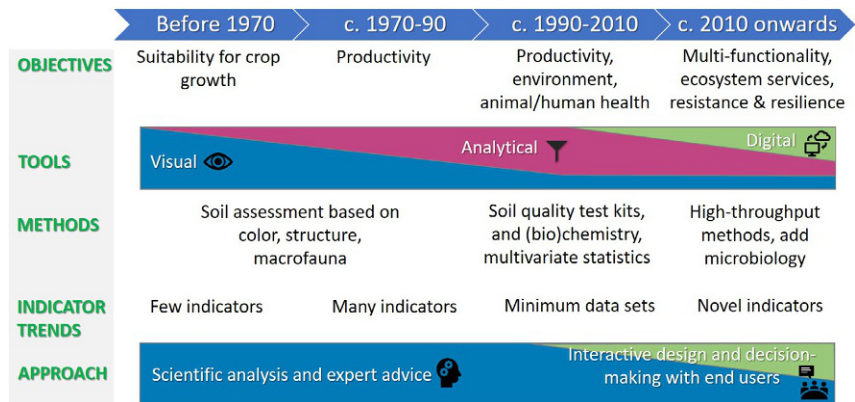 Before 1970
c. 1970-90
c. 1990-2010
c. 2010 onwards
OBJECTIVES
Suitability for crop
growth
Productivity
Productivity,
environment,
animal/human health
Multi-functionality,
ecosystem services,
resistance & resilience
TOOLS
Visual
Analytical
Digital
METHODS
Soil assessment based on
color, structure,
macrofauna
Soil quality test kits,
and (bio)chemistry,
multivariate statistics
High-throughput
methods, add
microbiology
INDICATOR
TRENDS
Few indicators
Many indicators
Minimum data sets
Novel indicators
APPROACH
Scientific analysis and expert advice
Interactive design and decision-
making with end users